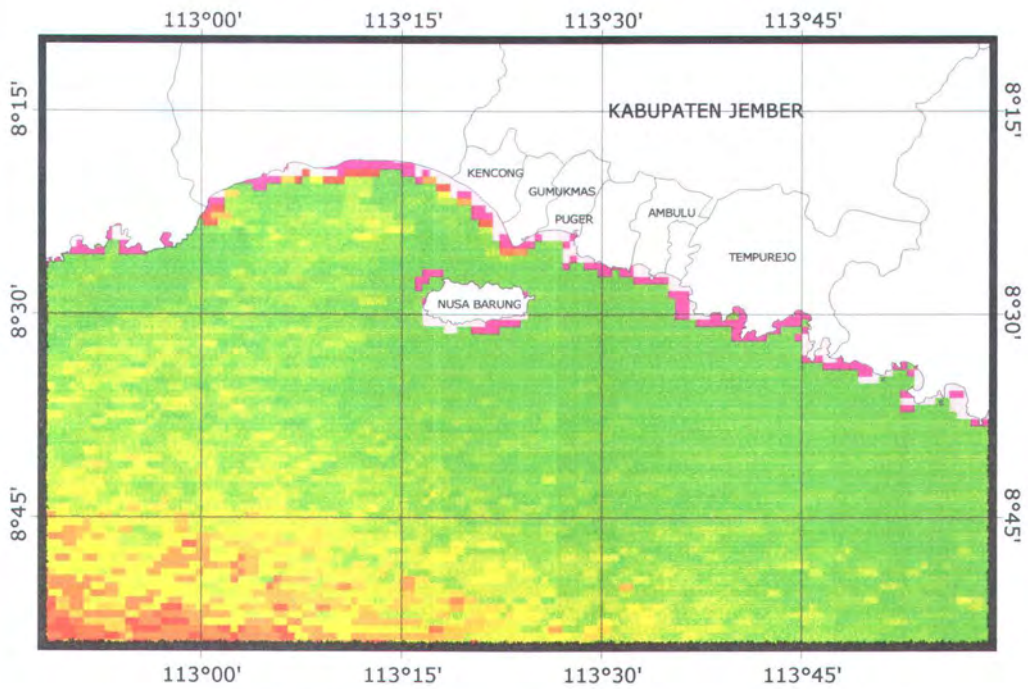 113°00' 113°15' 113°30' 113°45'
8°15' KABUPATEN JEMBER 8°15'
KENCONG
GUMUKMAS
PUGER AMBULU
TEMPUREJO
8°30' NUSA BARUNG 8°30'
8°45' 8°45'
113°00' 113°15' 113°30' 113°45'